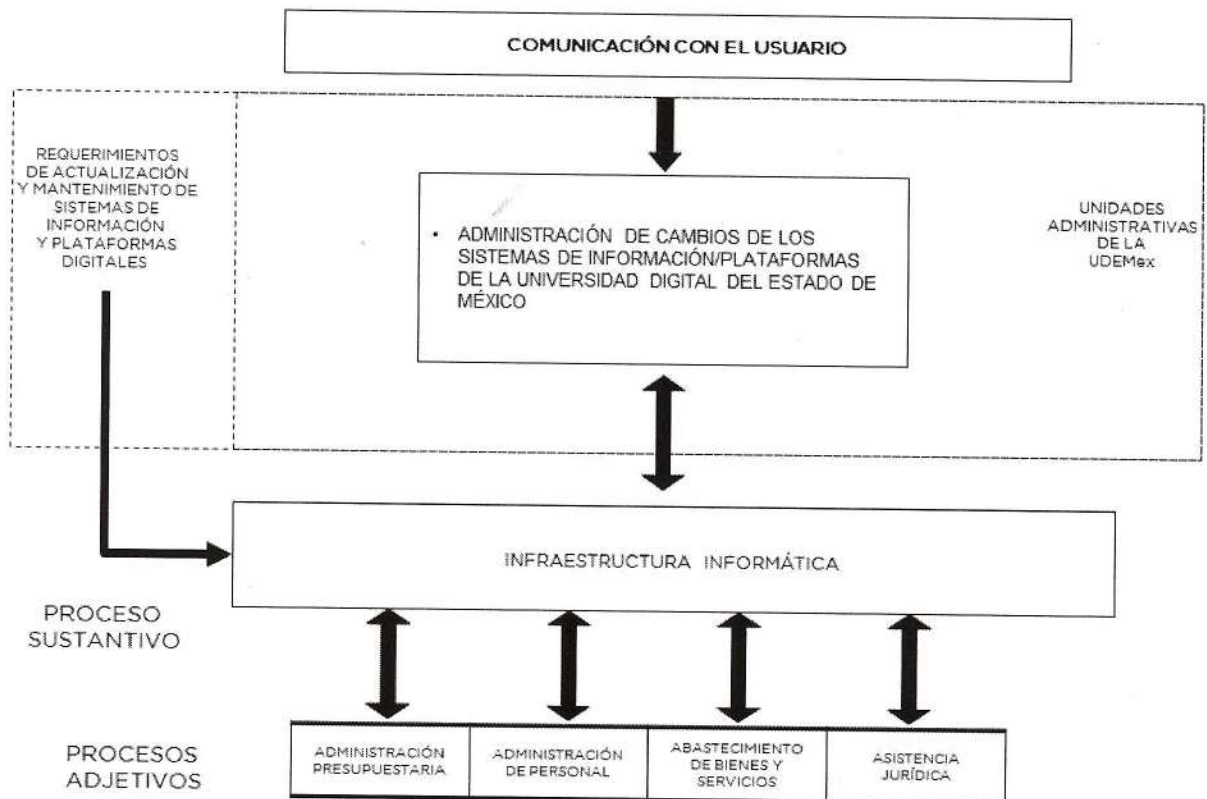 COMUNICACIÓN CON EL USUARIO
REQUERIMIENTOS
DE ACTUALIZACIÓN
Y MANTENIMIENTO DE
SISTEMAS DE
INFORMACIÓN
Y PLATAFORMAS
DIGITALES
• ADMINISTRACIÓN DE CAMBIOS DE LOS
SISTEMAS DE INFORMACIÓN/PLATAFORMAS
DE LA UNIVERSIDAD DIGITAL DEL ESTADO DE
MÉXICO
UNIDADES
ADMINISTRATIVAS
DE LA
UDEMex
INFRAESTRUCTURA INFORMÁTICA
PROCESO
SUSTANTIVO
PROCESOS
ADJETIVOS
ADMINISTRACIÓN
PRESUPUESTARIA
ADMINISTRACIÓN
DE PERSONAL
ABASTECIMIENTO
DE BIENES Y
SERVICIOS
ASISTENCIA
JURÍDICA